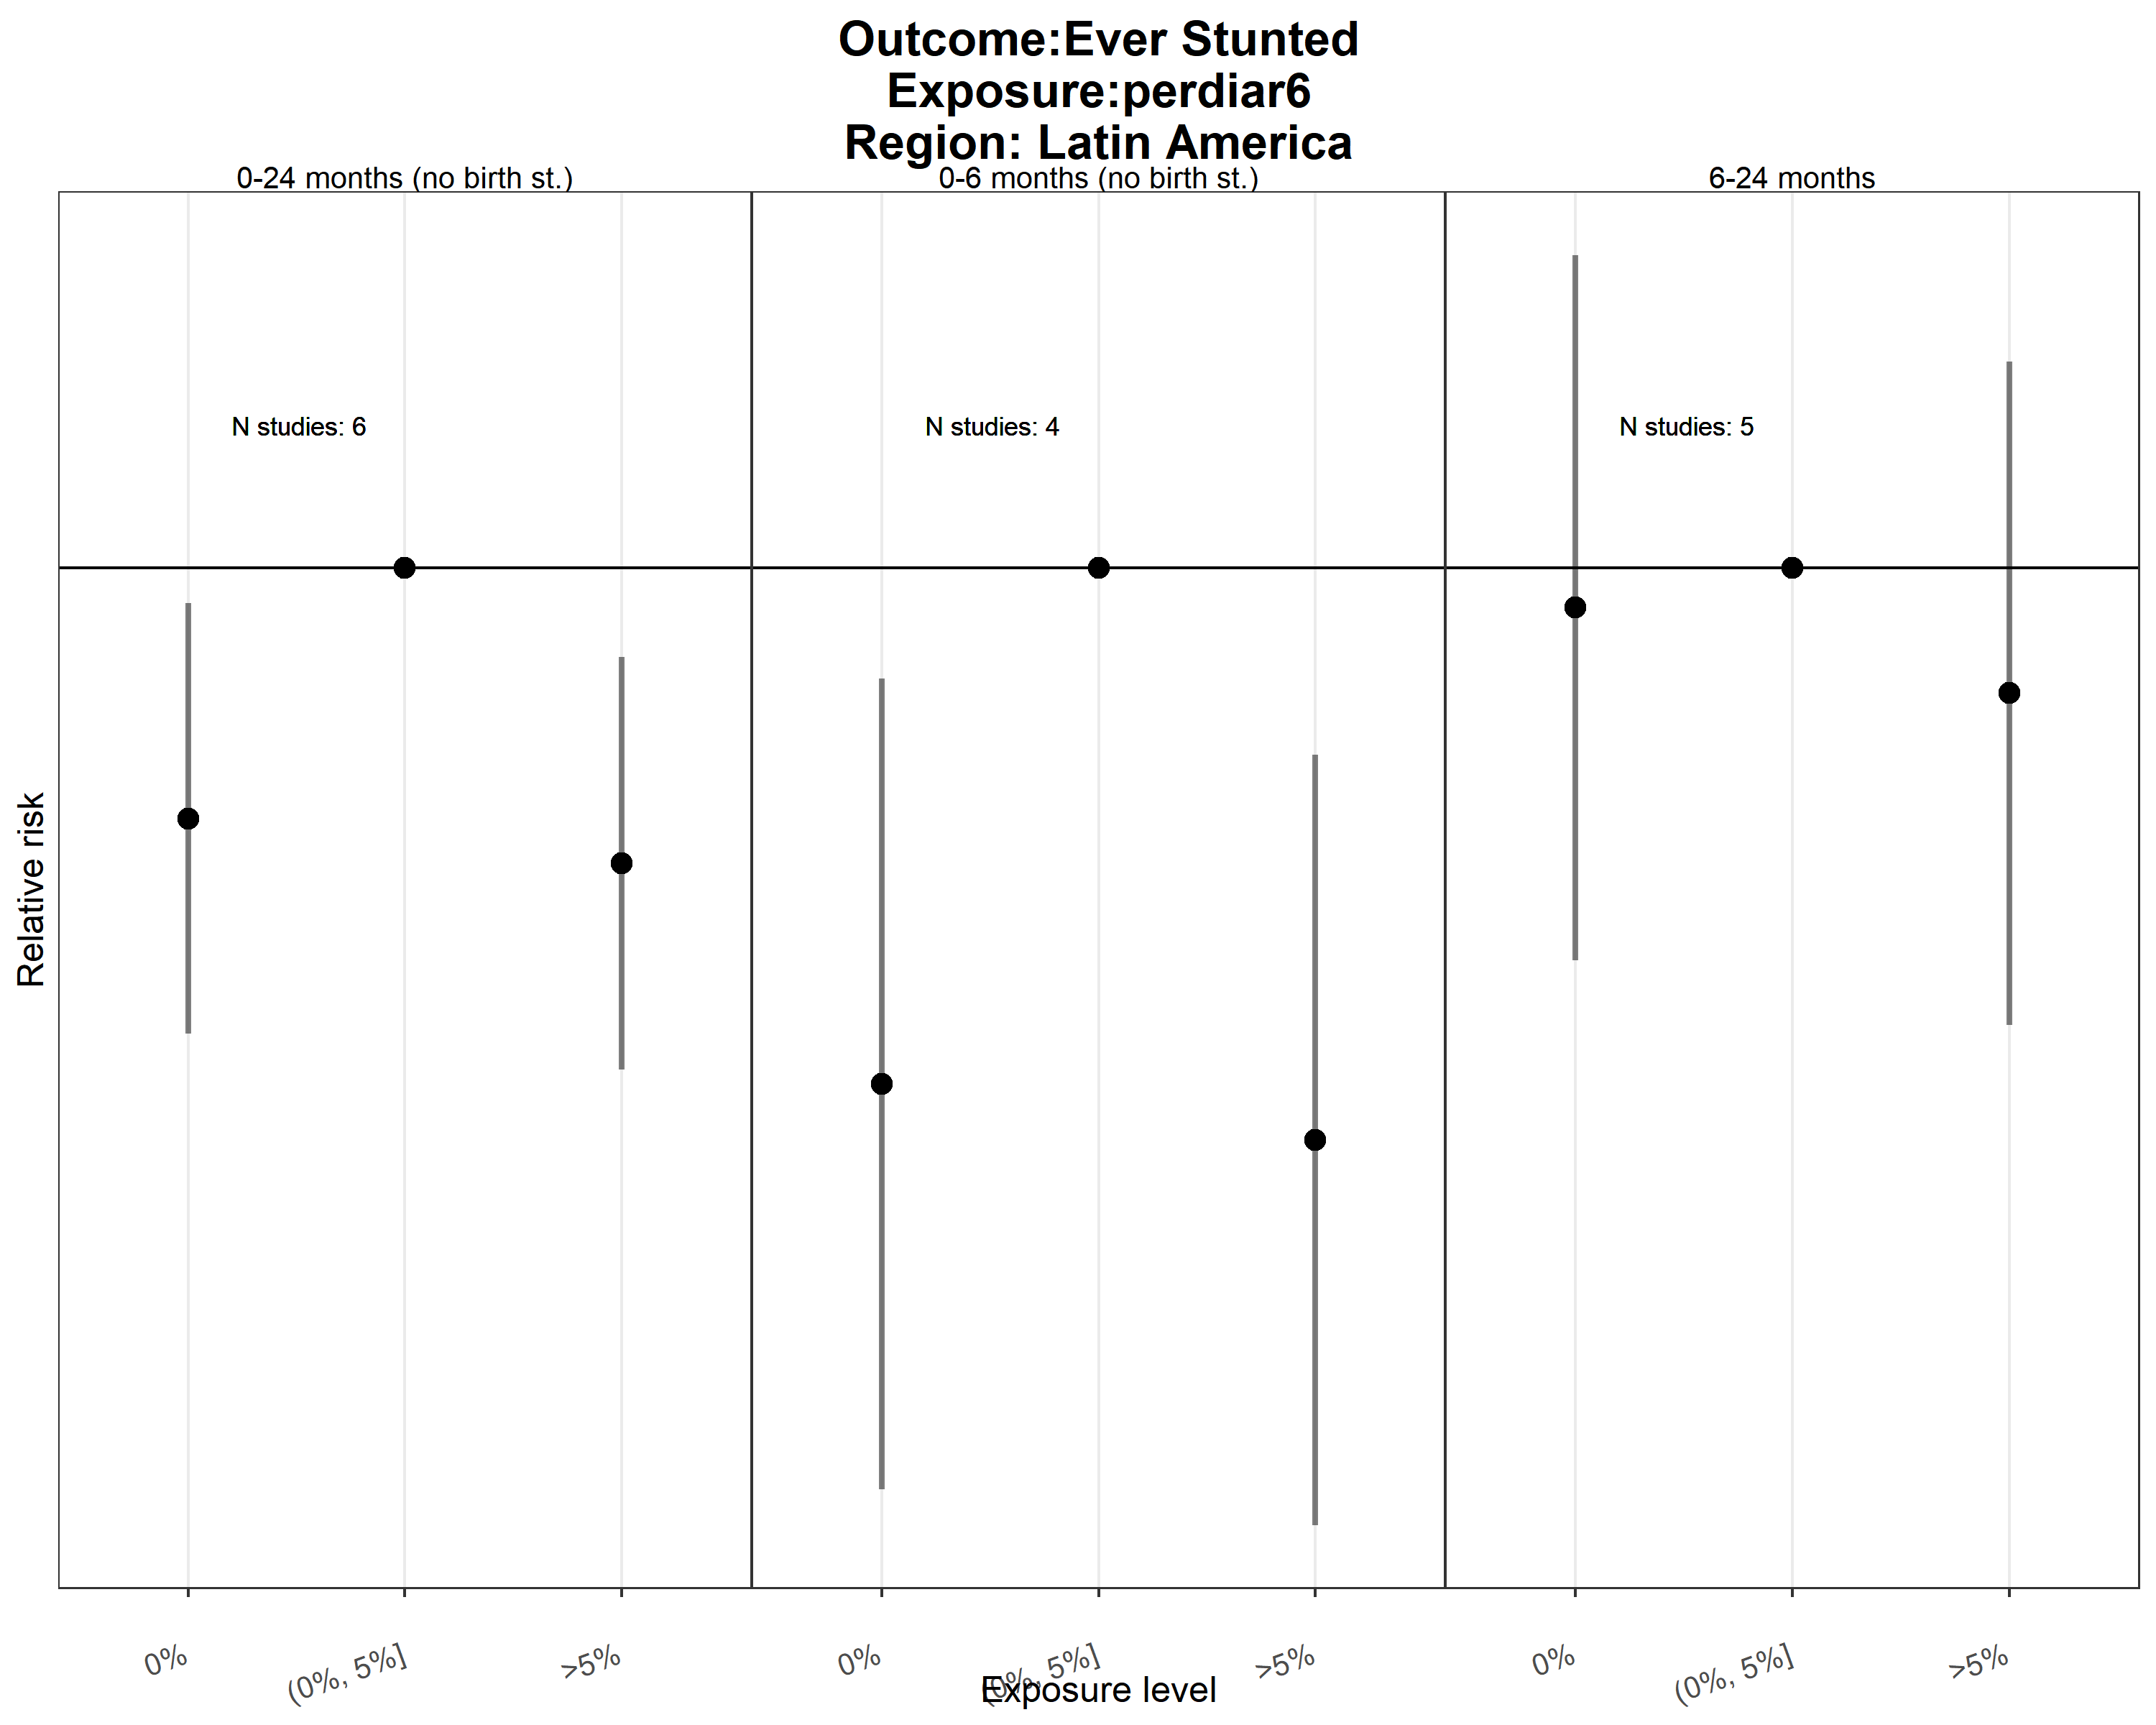 Outcome:Ever Stunted
Exposure:perdiar6
Region: Latin America
0-24 months (no birth st.)
0-6 months (no birth st.)
6-24 months
N studies: 6
N studies: 4
N studies: 5
Relative risk
0%
(0%, 5%]
>5%
0%
(0%, 5%]
>5%
0%
(0%, 5%]
>5%
Exposure level